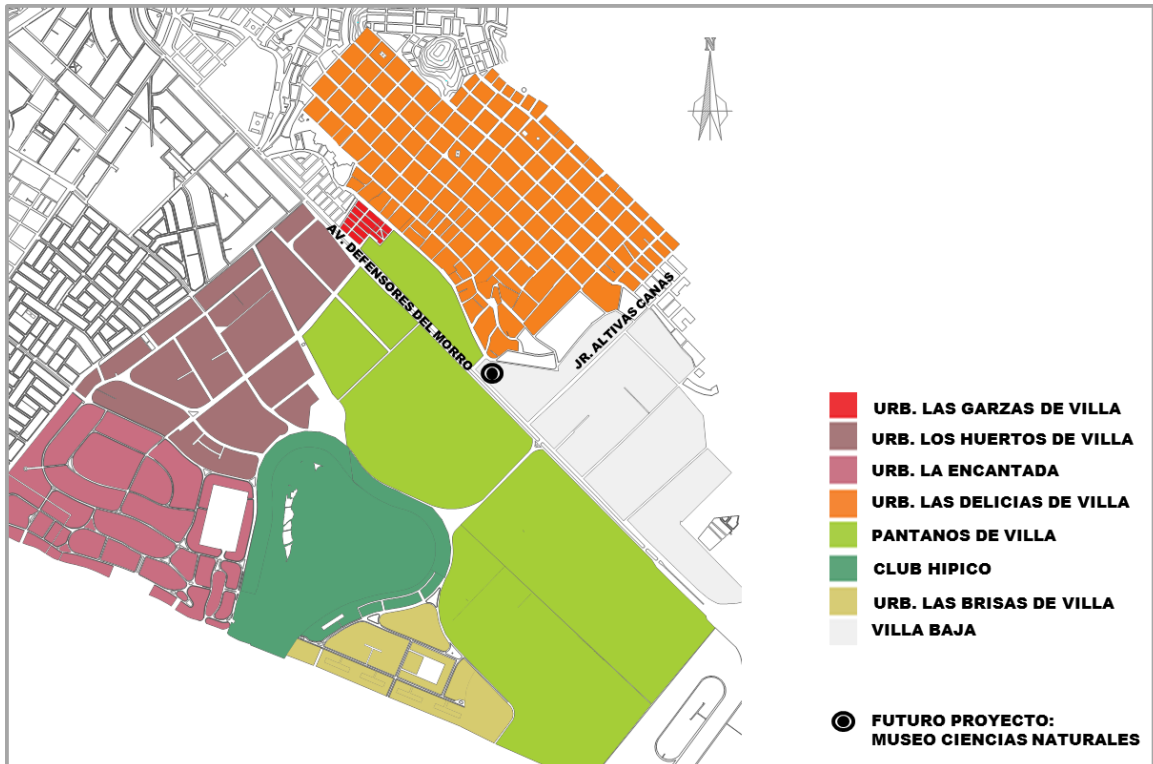 N
AV. DEFENSORES DEL MORRO
JR. ALTIVAS CANAS
URB. LAS GARZAS DE VILLA
URB. LOS HUERTOS DE VILLA
URB. LA ENCANTADA
URB. LAS DELICIAS DE VILLA
PANTANOS DE VILLA
CLUB HIPICO
URB. LAS BRISAS DE VILLA
VILLA BAJA
FUTURO PROYECTO:
MUSEO CIENCIAS NATURALES